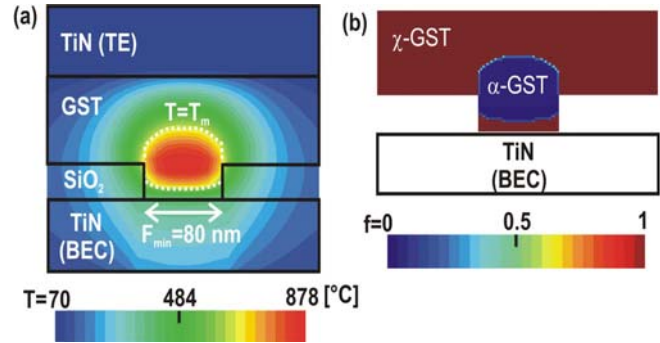 (a)
TiN (TE)
GST
T=Tm
SiO2
TiN
(BEC)
Fmin=80 nm
T=70 484 878 [°C]
(b)
χ-GST
α-GST
TiN
(BEC)
f=0 0.5 1